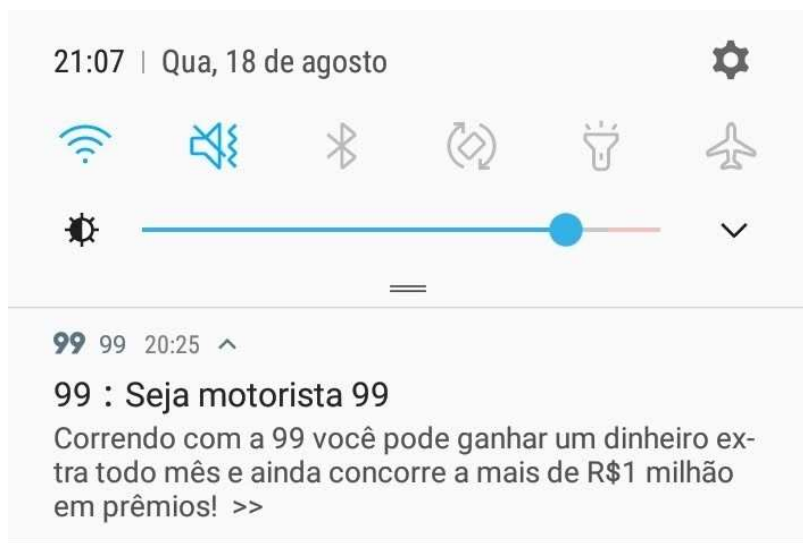 21:07 | Qua, 18 de agosto
99 99 20:25
99 : Seja motorista 99
Correndo com a 99 você pode ganhar um dinheiro ex-
tra todo mês e ainda concorre a mais de R$1 milhão
em prêmios! >>